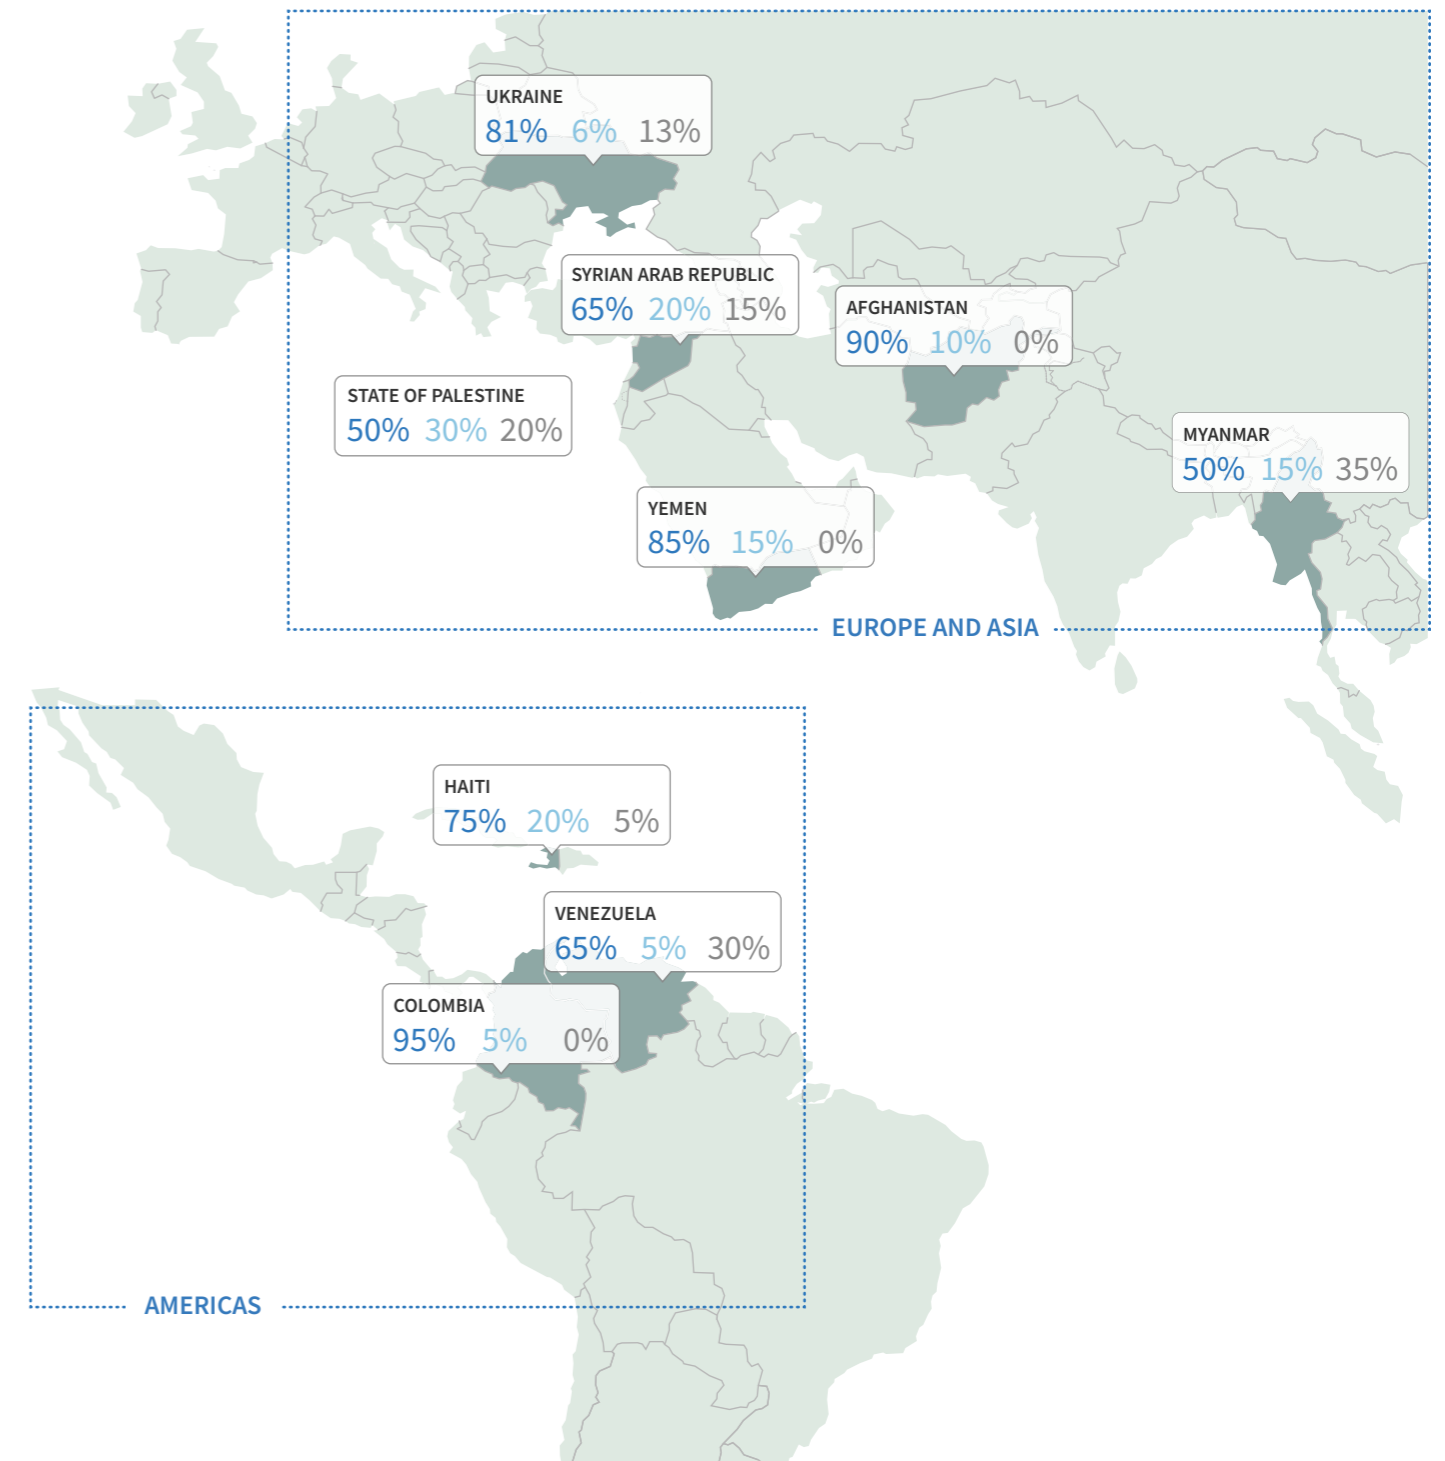 UKRAINE
81% 6% 13%
SYRIAN ARAB REPUBLIC
65% 20% 15%
AFGHANISTAN
90% 10% 0%
STATE OF PALESTINE
50% 30% 20%
MYANMAR
50% 15% 35%
YEMEN
85% 15% 0%
EUROPE AND ASIA
HAITI
75% 20% 5%
VENEZUELA
65% 5% 30%
COLOMBIA
95% 5% 0%
AMERICAS